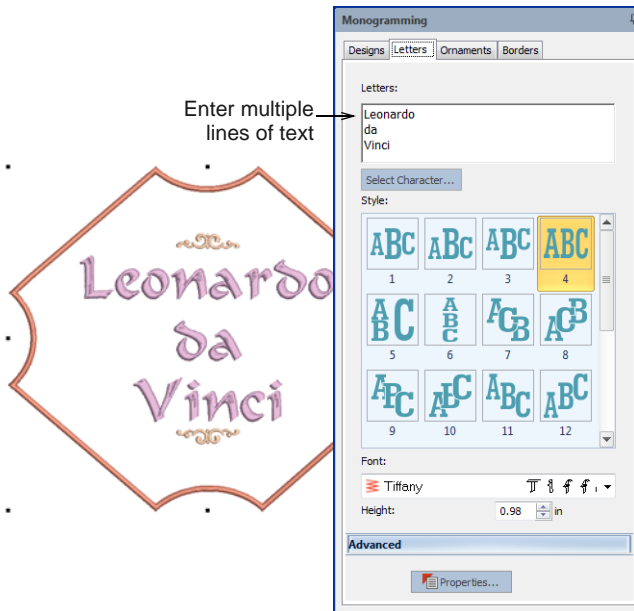 Monogramming
Designs Letters Ornaments Borders
Letters:
Enter multiple
lines of text
Leonardo
da
Vinci
Select Character...
Style:
ABC ABC ABC ABC
1 2 3 4
ABC ABC ACB ACB
5 6 7 8
ABC ABC ABC ABC
9 10 11 12
Leonardo
da
Vinci
Font:
Tiffany
Height: 0.98 in
Advanced
Properties...